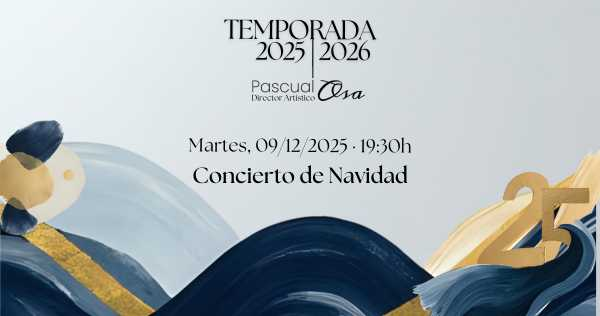 TEMPORADA
2025 | 2026
Pascual Osa
Director Artístico
Martes, 09/12/2025 · 19:30h
Concierto de Navidad
25